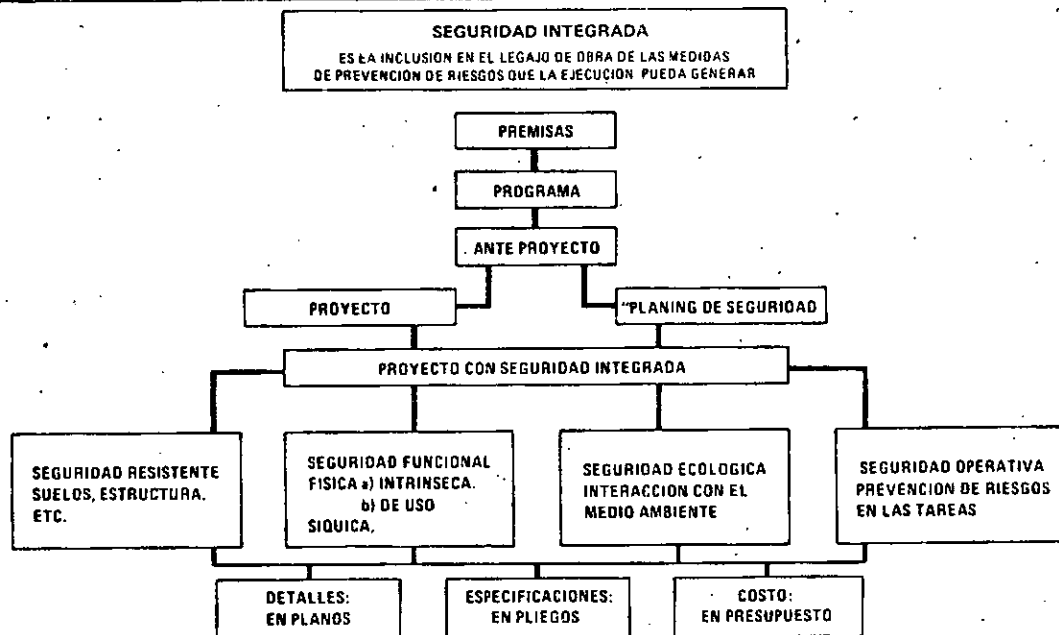 SEGURIDAD INTEGRADA
ES LA INCLUSION EN EL LEGAJO DE OBRA DE LAS MEDIDAS
DE PREVENCION DE RIESGOS QUE LA EJECUCION PUEDA GENERAR
PREMISAS
PROGRAMA
ANTE PROYECTO
PROYECTO
"PLANING DE SEGURIDAD
PROYECTO CON SEGURIDAD INTEGRADA
SEGURIDAD RESISTENTE
SUELOS, ESTRUCTURA.
ETC.
SEGURIDAD FUNCIONAL
FISICA a) INTRINSECA.
b) DE USO
SIQUICA,
SEGURIDAD ECOLOGICA
INTERACCION CON EL
MEDIO AMBIENTE
SEGURIDAD OPERATIVA
PREVENCION DE RIESGOS
EN LAS TAREAS
DETALLES:
EN PLANOS
ESPECIFICACIONES:
EN PLIEGOS
COSTO:
EN PRESUPUESTO